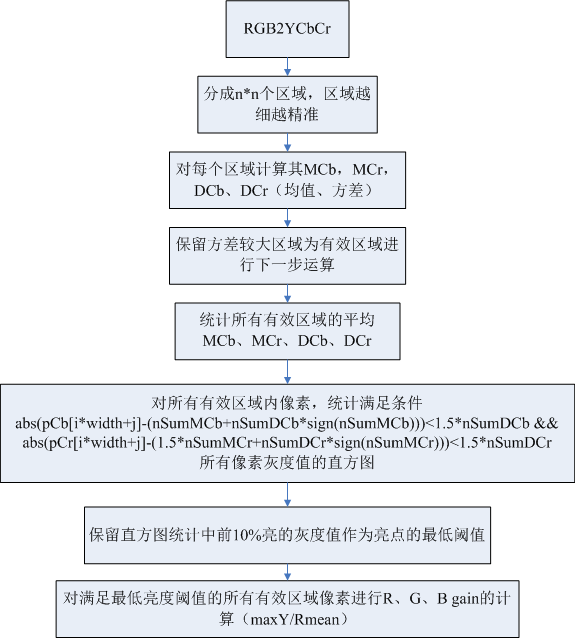 RGB2YCbCr
分成n*n个区域，区域越
细越精准
对每个区域计算其MCb，MCr，
DCb、DCr（均值、方差）
保留方差较大区域为有效区域进
行下一步运算
统计所有有效区域的平均
MCb、MCr、DCb、DCr
对所有有效区域内像素，统计满足条件
abs(pCb[i*width+j]-(nSumMCb+nSumDCb*sign(nSumMCb)))<1.5*nSumDCb &&
abs(pCr[i*width+j]-(1.5*nSumMCr+nSumDCr*sign(nSumMCr)))<1.5*nSumDCr
所有像素灰度值的直方图
保留直方图统计中前10%亮的灰度值作为亮点的最低阈值
对满足最低亮度阈值的所有有效区域像素进行R、G、B gain的计
算（maxY/Rmean）